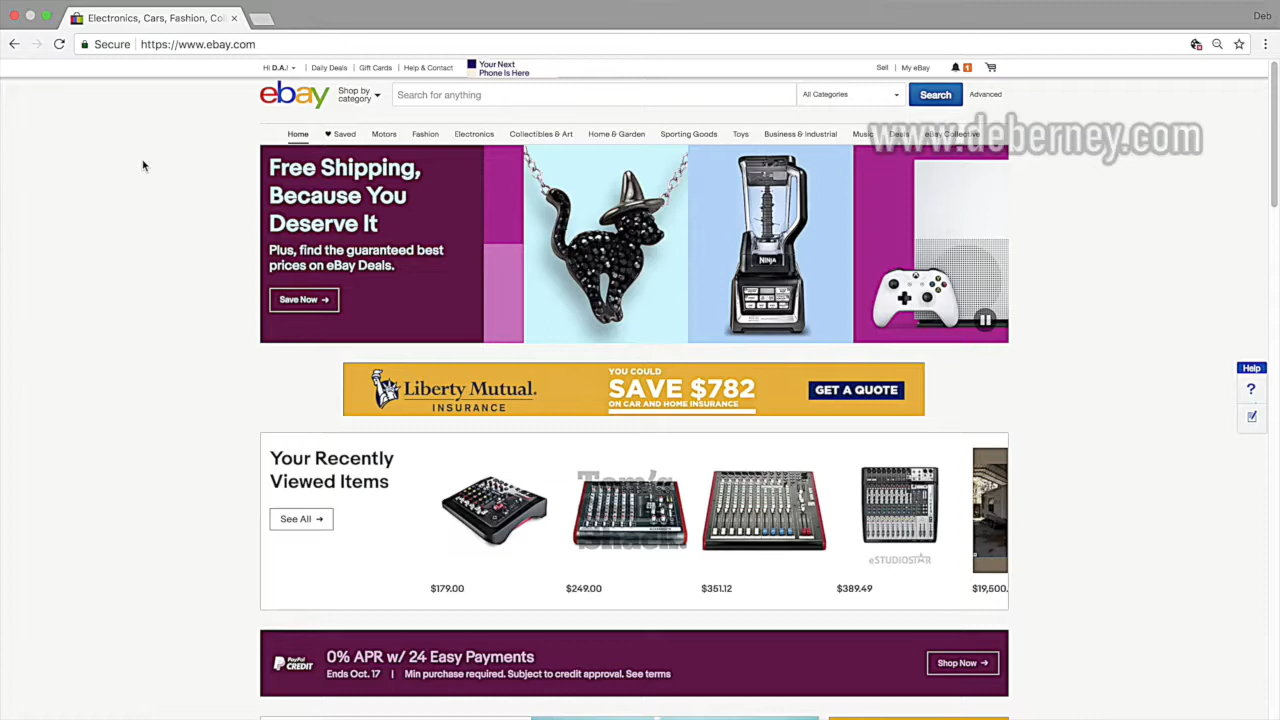 Electronics, Cars, Fashion, Co
Deb
Secure
https://www.ebay.com
Hi D.A.!
Daily Deals
Gift Cards
Help & Contact
Your Next
Phone Is Here
Sell
My eBay
1
ebay
Shop by
category
Search for anything
All Categories
Search
Advanced
Home
Saved
Motors
Fashion
Electronics
Collectibles & Art
Home & Garden
Sporting Goods
Toys
Business & Industrial
Music
Deals
eBay Collective
www.deberney.com
Free Shipping,
Because You
Deserve It
Plus, find the guaranteed best
prices on eBay Deals.
Save Now →
NINJA
Liberty Mutual.
INSURANCE
YOU COULD
SAVE $782
ON CAR AND HOME INSURANCE
GET A QUOTE
Help
?
Your Recently
Viewed Items
See All →
Tom's
eSTUDIOSTAR
$179.00
$249.00
$351.12
$389.49
$19,500.
PayPal
CREDIT
0% APR w/ 24 Easy Payments
Ends Oct. 17 | Min purchase required. Subject to credit approval. See terms
Shop Now →